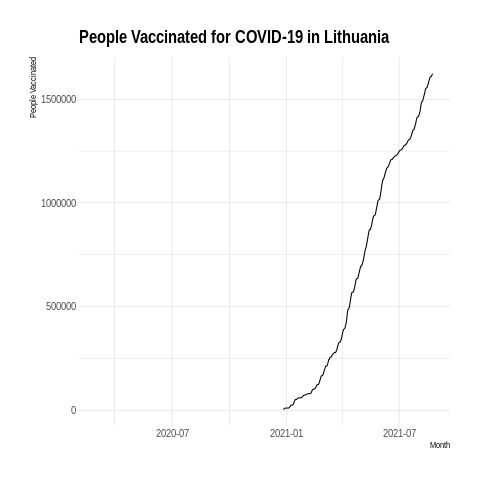 People Vaccinated for COVID-19 in Lithuania
People Vaccinated
1500000
1000000
500000
0
2020-07 2021-01 2021-07
Month